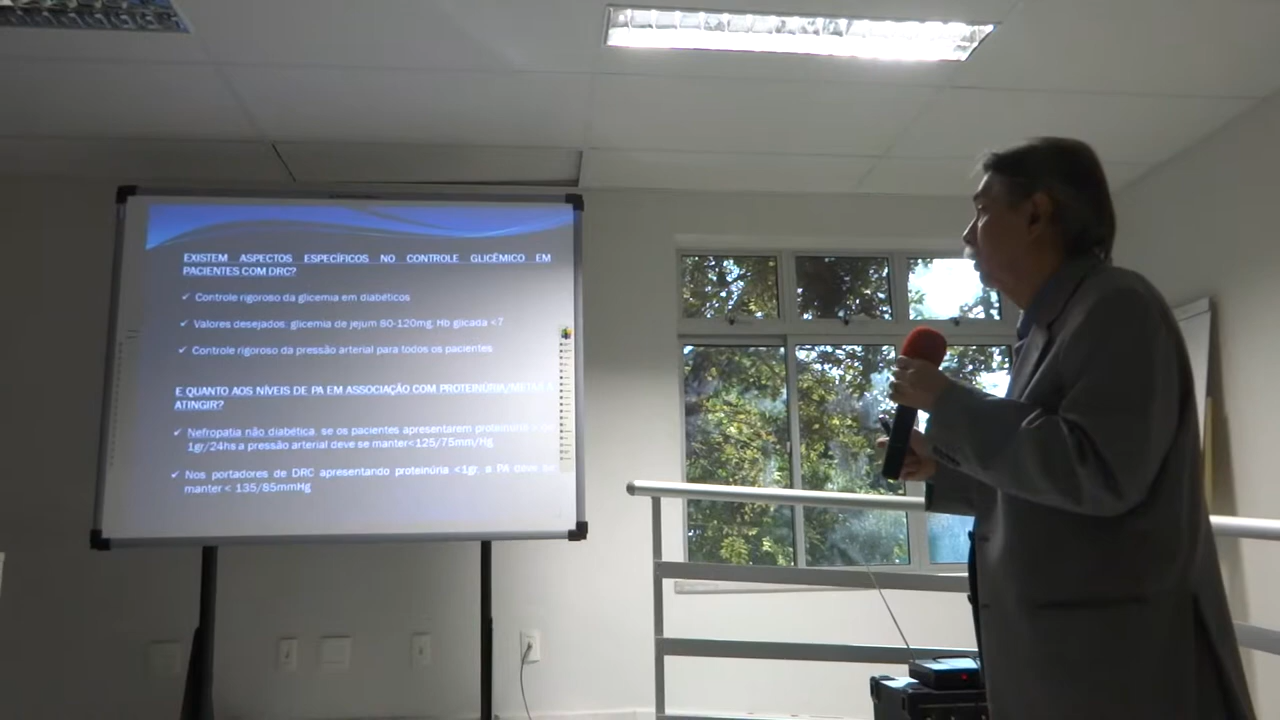 EXISTEM ASPECTOS ESPECÍFICOS NO CONTROLE GLICÊMICO EM
PACIENTES COM DRC?
Controle rigoroso da glicemia em diabéticos
Valores desejados: glicemia de jejum 80-120mg, Hb glicada <7
Controle rigoroso da pressão arterial para todos os pacientes
E QUANTO AOS NÍVEIS DE PA EM ASSOCIAÇÃO COM PROTEINÚRIA/META A
ATINGIR?
Nefropatia não diabética, se os pacientes apresentarem proteinúria >
1gr/24hs a pressão arterial deve se manter<125/75mm/Hg
Nos portadores de DRC apresentando proteinúria <1gr, a PA deve se
manter < 135/85mmHg